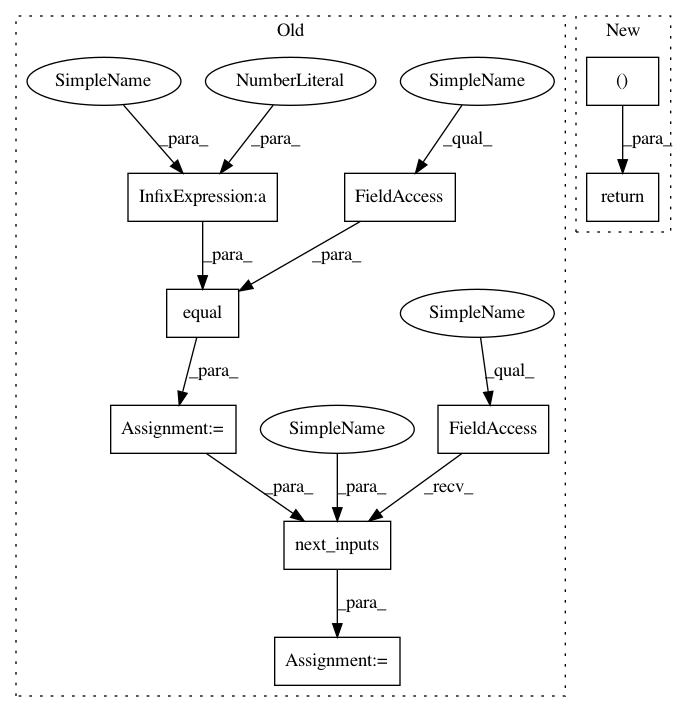 Old
New
SimpleName
NumberLiteral
SimpleName
()
_para_
_para_
_qual_
_para_
InfixExpression:a
FieldAccess
return
_para_
_para_
equal
SimpleName
_para_
_qual_
Assignment:=
SimpleName
FieldAccess
_para_
_para_
_recv_
next_inputs
_para_
Assignment:=